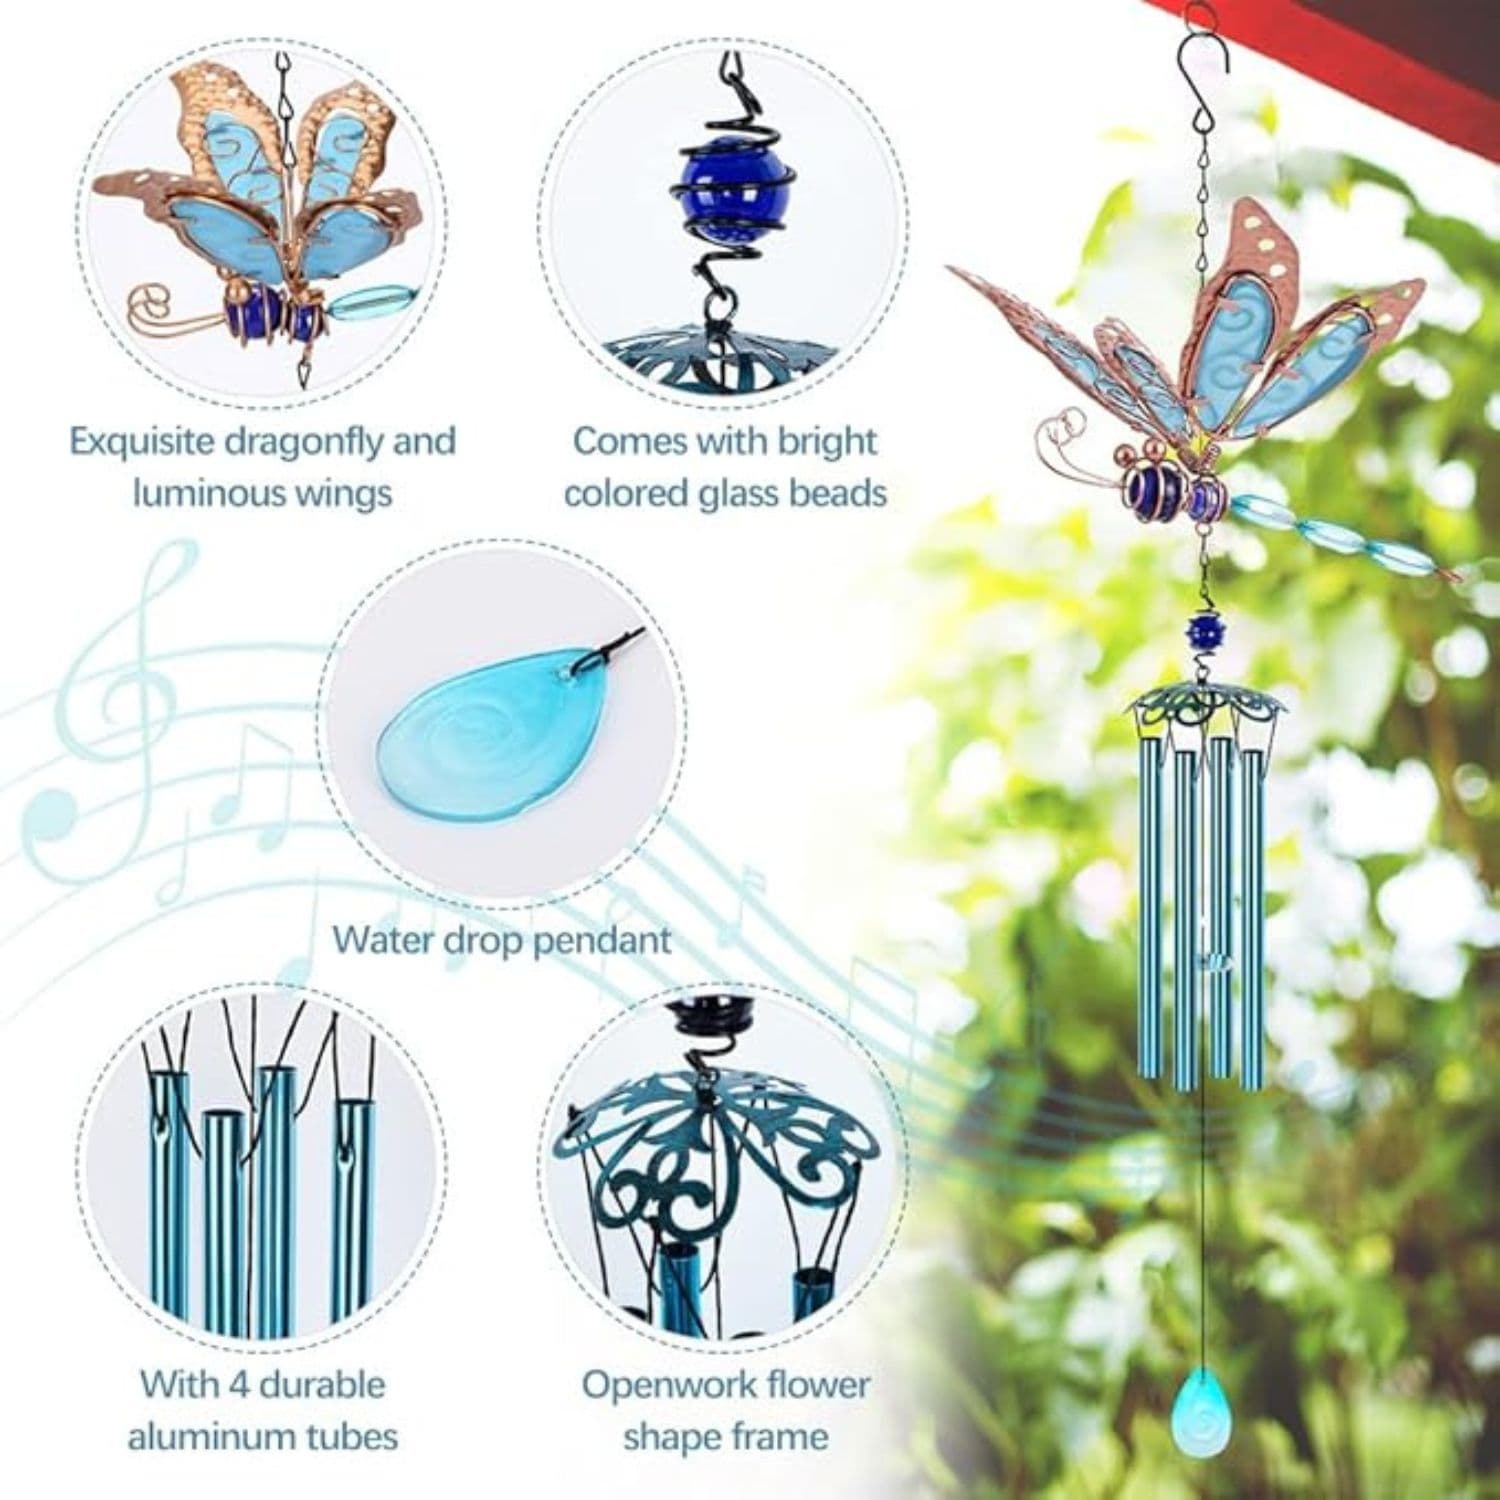 Exquisite dragonfly and
luminous wings
Comes with bright
colored glass beads
Water drop pendant
With 4 durable
aluminum tubes
Openwork flower
shape frame